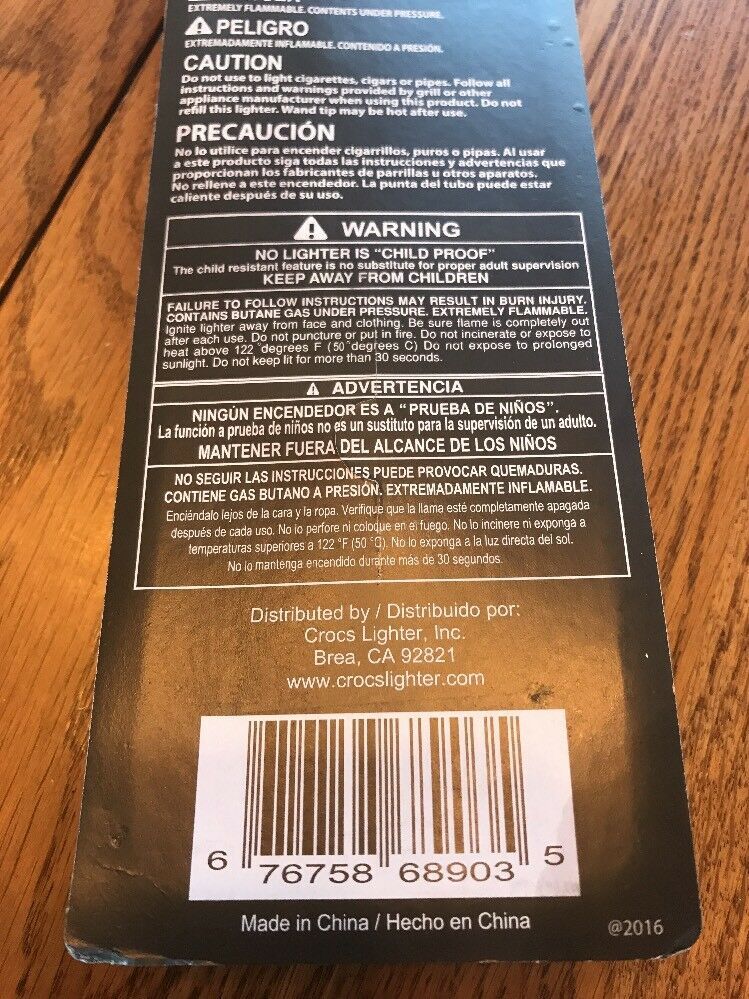 EXTREMELY FLAMMABLE. CONTENTS UNDER PRESSURE.
PELIGRO
EXTREMADAMENTE INFLAMABLE. CONTENIDO A PRESIÓN.
CAUTION
Do not use to light cigarettes, cigars or pipes. Follow all
instructions and warnings provided by grill or other
appliance manufacturer when using this product. Do not
refill this lighter. Wand tip may be hot after use.
PRECAUCIÓN
No lo utilice para encender cigarrillos, puros o pipas. Al usar
a este producto siga todas las instrucciones y advertencias que
proporcionan los fabricantes de parrillas u otros aparatos.
No rellene a este encendedor. La punta del tubo puede estar
caliente después de su uso.
WARNING
NO LIGHTER IS "CHILD PROOF"
The child resistant feature is no substitute for proper adult supervision
KEEP AWAY FROM CHILDREN
FAILURE TO FOLLOW INSTRUCTIONS MAY RESULT IN BURN INJURY.
CONTAINS BUTANE GAS UNDER PRESSURE. EXTREMELY FLAMMABLE.
Ignite lighter away from face and clothing. Be sure flame is completely out
after each use. Do not puncture or put in fire. Do not incinerate or expose to
heat above 122 °degrees F (50 °degrees C) Do not expose to prolonged
sunlight. Do not keep lit for more than 30 seconds.
ADVERTENCIA
NINGÚN ENCENDEDOR ES A "PRUEBA DE NIÑOS".
La función a prueba de niños no es un sustituto para la supervisión de un adulto.
MANTENER FUERA DEL ALCANCE DE LOS NIÑOS
NO SEGUIR LAS INSTRUCCIONES PUEDE PROVOCAR QUEMADURAS.
CONTIENE GAS BUTANO A PRESIÓN. EXTREMADAMENTE INFLAMABLE.
Enciéndalo lejos de la cara y la ropa. Verifique que la llama esté completamente apagada
después de cada uso. No lo perfore ni coloque en el fuego. No lo incinere ni exponga a
temperaturas superiores a 122 °F (50 °C). No lo exponga a la luz directa del sol.
No lo mantenga encendido durante más de 30 segundos.
Distributed by / Distribuido por:
Crocs Lighter, Inc.
Brea, CA 92821
www.crocslighter.com
6 76758 68903 5
Made in China / Hecho en China
@2016